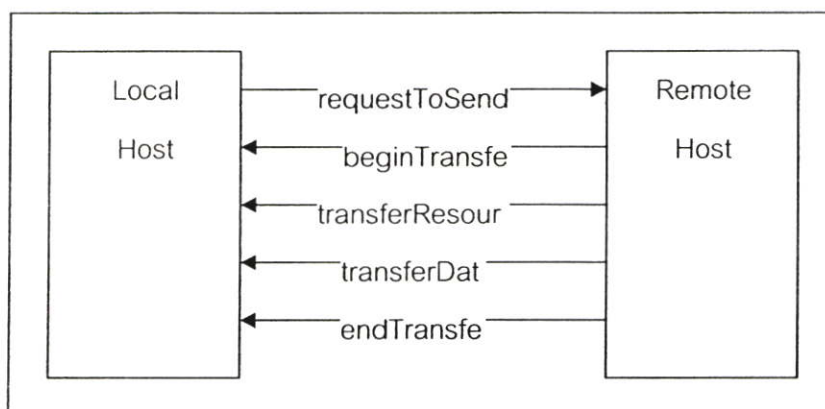 Local
Host
requestToSend
beginTransfe
transferResour
transferDat
endTransfe
Remote
Host